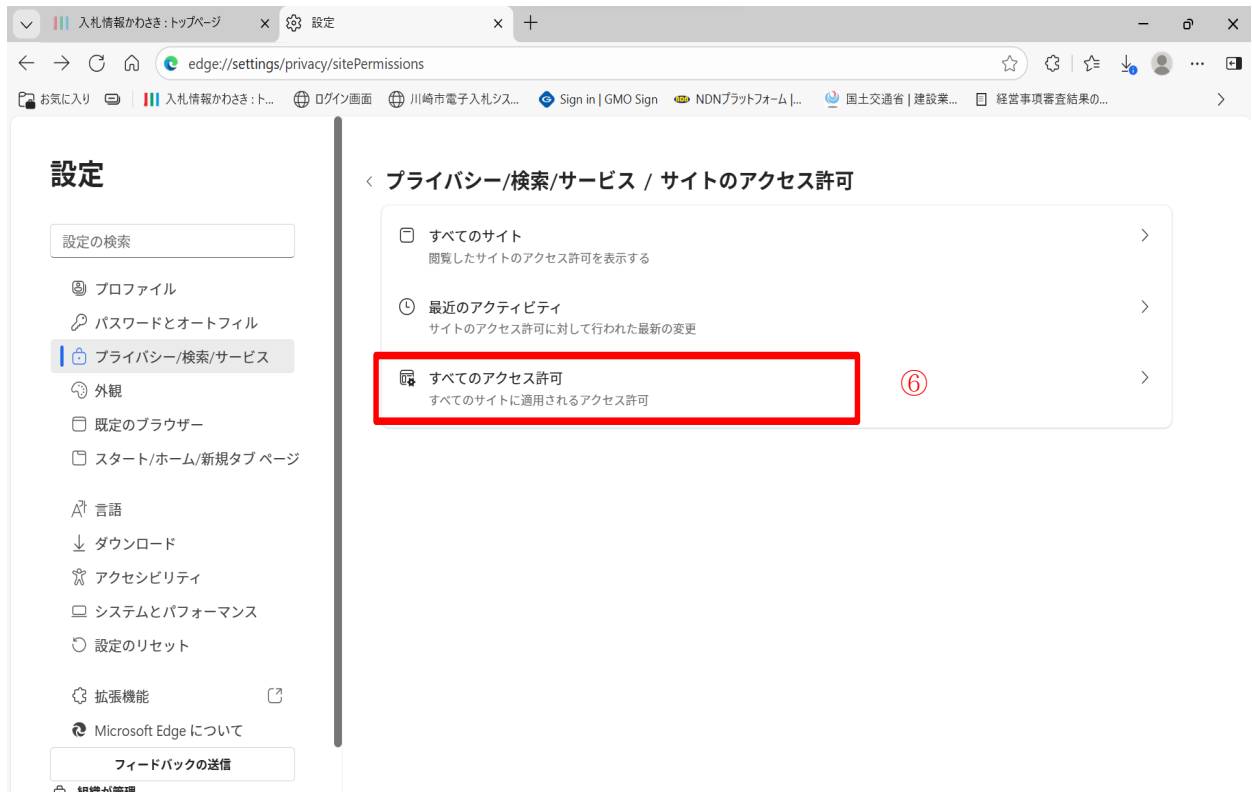 入札情報かわさき : トップページ
設定
edge://settings/privacy/sitePermissions
お気に入り
入札情報かわさき : ト...
ログイン画面
川崎市電子入札シス...
Sign in | GMO Sign
NDNプラットフォーム |...
国土交通省 | 建設業...
経営事項審査結果の...
設定
設定の検索
プロファイル
パスワードとオートフィル
プライバシー/検索/サービス
外観
既定のブラウザー
スタート/ホーム/新規タブ ページ
言語
ダウンロード
アクセシビリティ
システムとパフォーマンス
設定のリセット
拡張機能
Microsoft Edge について
フィードバックの送信
組織が管理
プライバシー/検索/サービス / サイトのアクセス許可
すべてのサイト
閲覧したサイトのアクセス許可を表示する
最近のアクティビティ
サイトのアクセス許可に対して行われた最新の変更
すべてのアクセス許可
すべてのサイトに適用されるアクセス許可
⑥